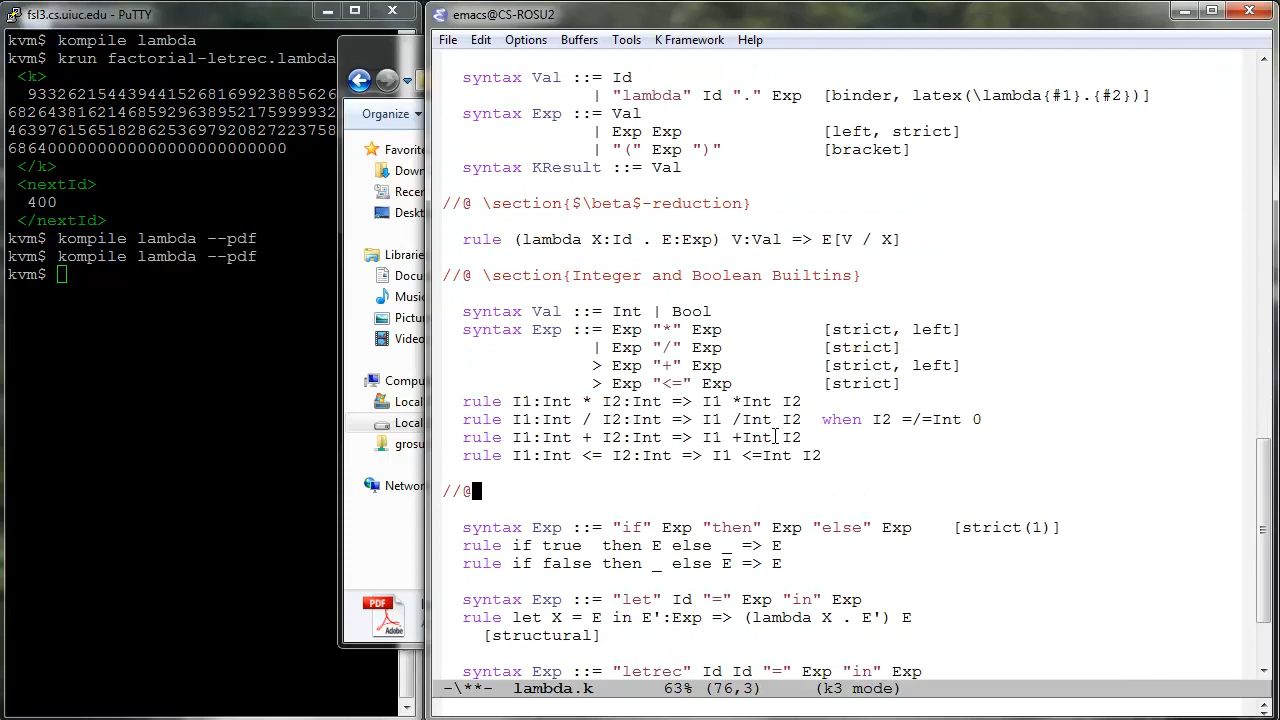 fsl3.cs.uiuc.edu - PuTTY
kvm$ kompile lambda
kvm$ krun factorial-letrec.lambda
<k>
93326215443944152681699238856266
68264381621468592963895217599993
46397615651828625369792082722375
68640000000000000000000000
</k>
<nextId>
400
</nextId>
kvm$ kompile lambda --pdf
kvm$ kompile lambda --pdf
kvm$
Organize
Favorite
Down
Recen
Deskt
Librarie
Docu
Music
Pictur
Video
Compu
Local
Local
grosu
Networ
PDF
Adobe
emacs@CS-ROSU2
File Edit Options Buffers Tools K Framework Help
syntax Val ::= Id
| "lambda" Id "." Exp [binder, latex(\lambda{#1}.{#2})]
syntax Exp ::= Val
| Exp Exp [left, strict]
| "(" Exp ")" [bracket]
syntax KResult ::= Val
//@ \section{$\beta$-reduction}
rule (lambda X:Id . E:Exp) V:Val => E[V / X]
//@ \section{Integer and Boolean Builtins}
syntax Val ::= Int | Bool
syntax Exp ::= Exp "*" Exp [strict, left]
| Exp "/" Exp [strict]
> Exp "+" Exp [strict, left]
> Exp "<=" Exp [strict]
rule I1:Int * I2:Int => I1 *Int I2
rule I1:Int / I2:Int => I1 /Int I2 when I2 =/=Int 0
rule I1:Int + I2:Int => I1 +Int I2
rule I1:Int <= I2:Int => I1 <=Int I2
//@
syntax Exp ::= "if" Exp "then" Exp "else" Exp [strict(1)]
rule if true then E else _ => E
rule if false then _ else E => E
syntax Exp ::= "let" Id "=" Exp "in" Exp
rule let X = E in E':Exp => (lambda X . E') E
[structural]
syntax Exp ::= "letrec" Id Id "=" Exp "in" Exp
-\**- lambda.k 63% (76,3) (k3 mode)